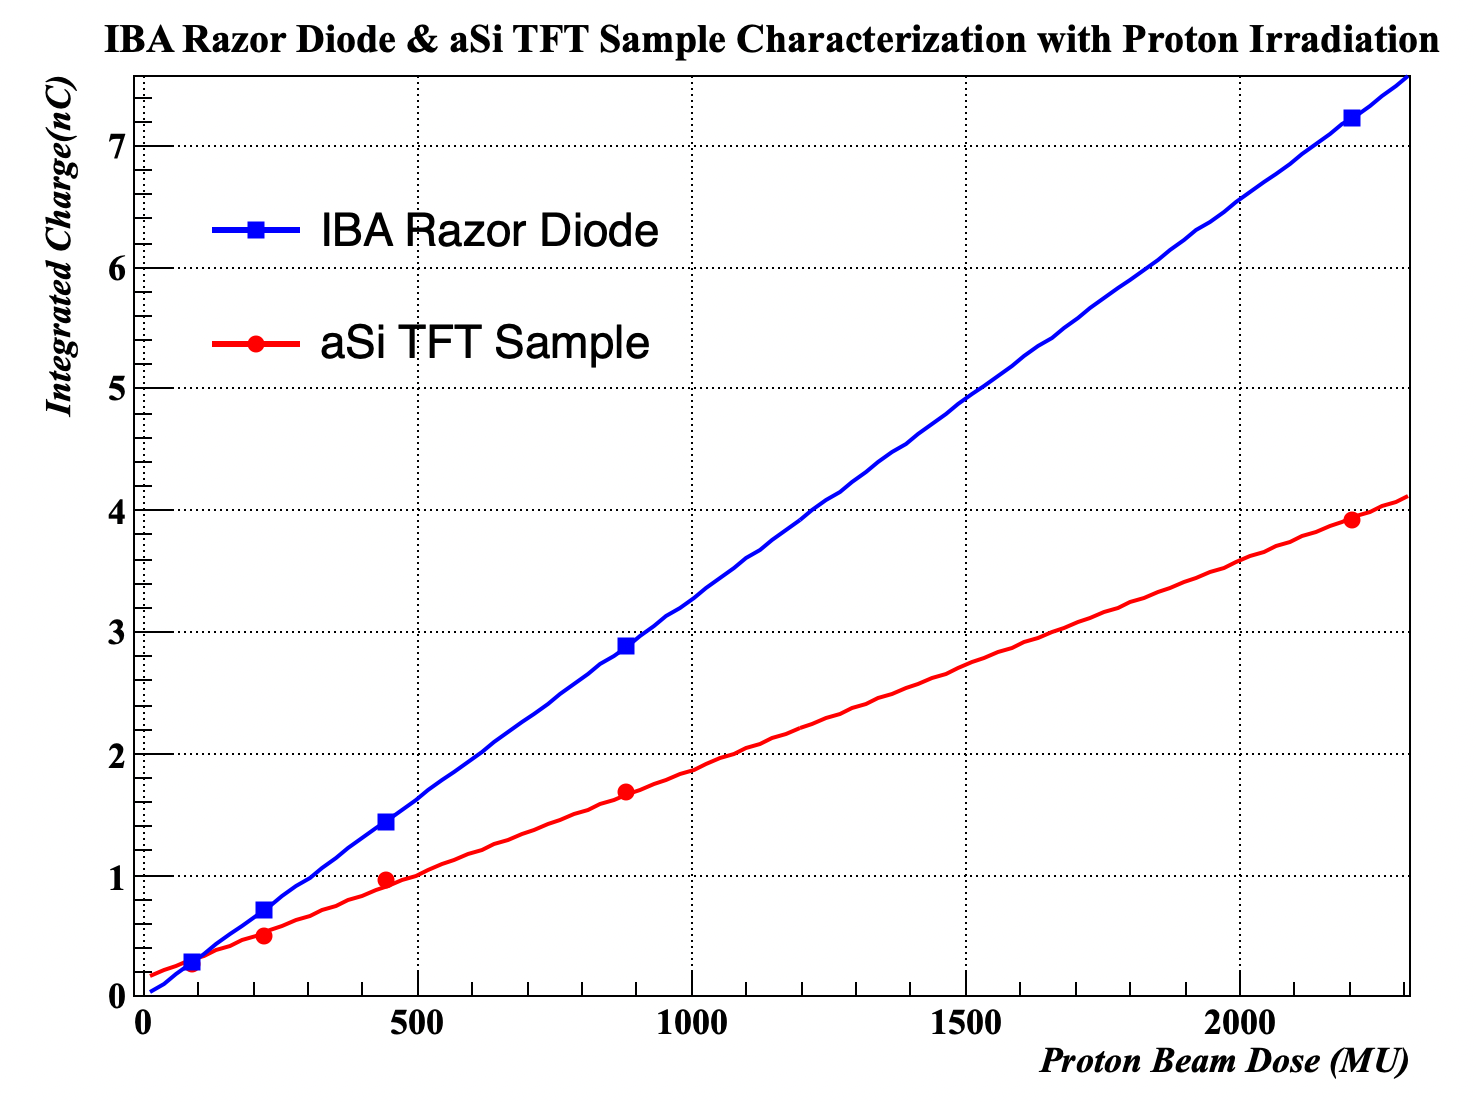 IBA Razor Diode & aSi TFT Sample Characterization with Proton Irradiation
Integrated Charge(nC)
7
6
5
4
3
2
1
0
IBA Razor Diode
aSi TFT Sample
0 500 1000 1500 2000
Proton Beam Dose (MU)